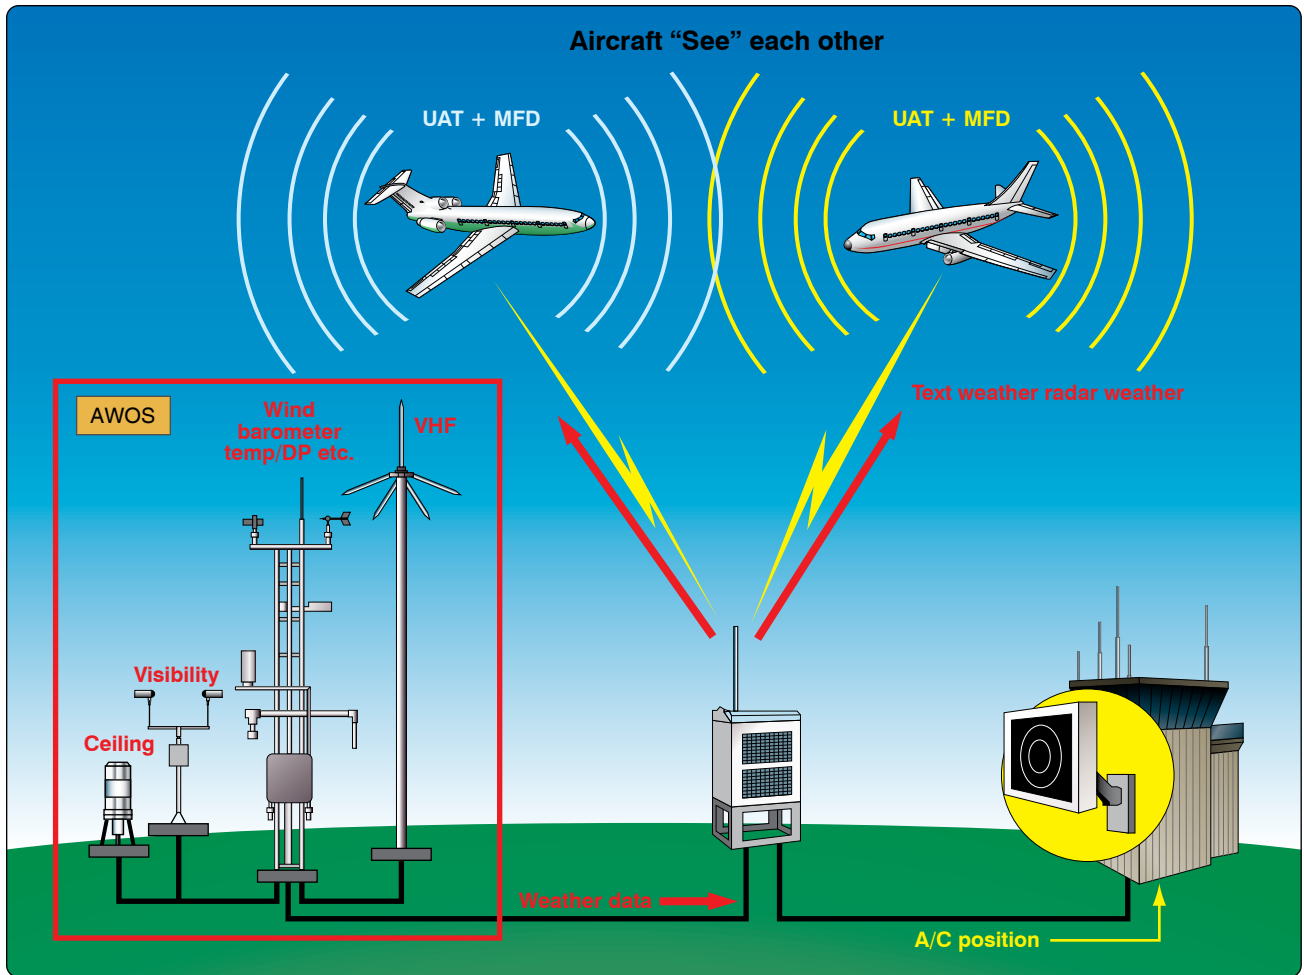 Aircraft “See” each other
UAT + MFD
UAT + MFD
Text weather radar weather
AWOS
Wind
barometer
temp/DP etc.
VHF
Visibility
Ceiling
Weather data
A/C position